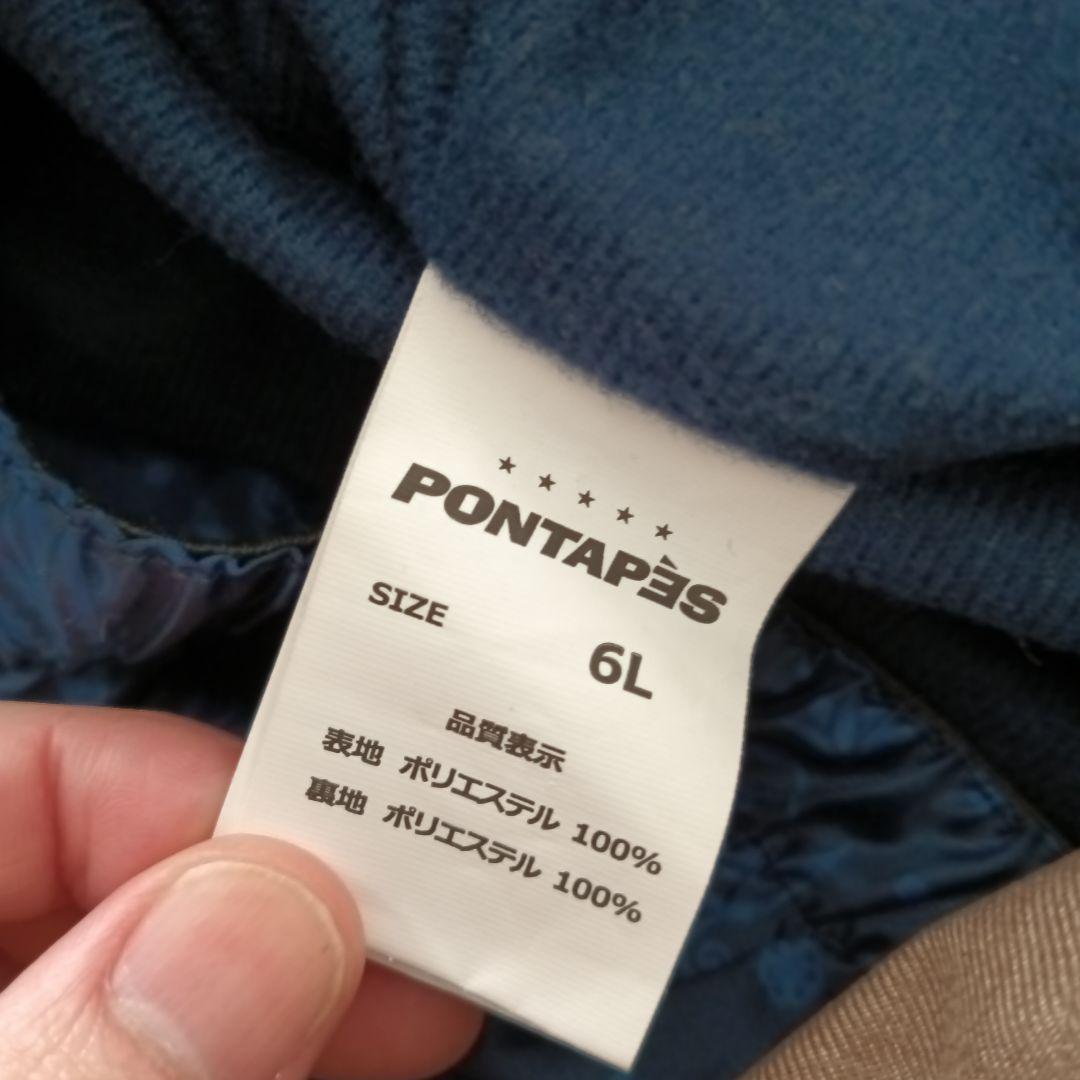 ★★★★★
PONTAPÈS
SIZE
6L
品質表示
表地 ポリエステル 100%
裏地 ポリエステル 100%